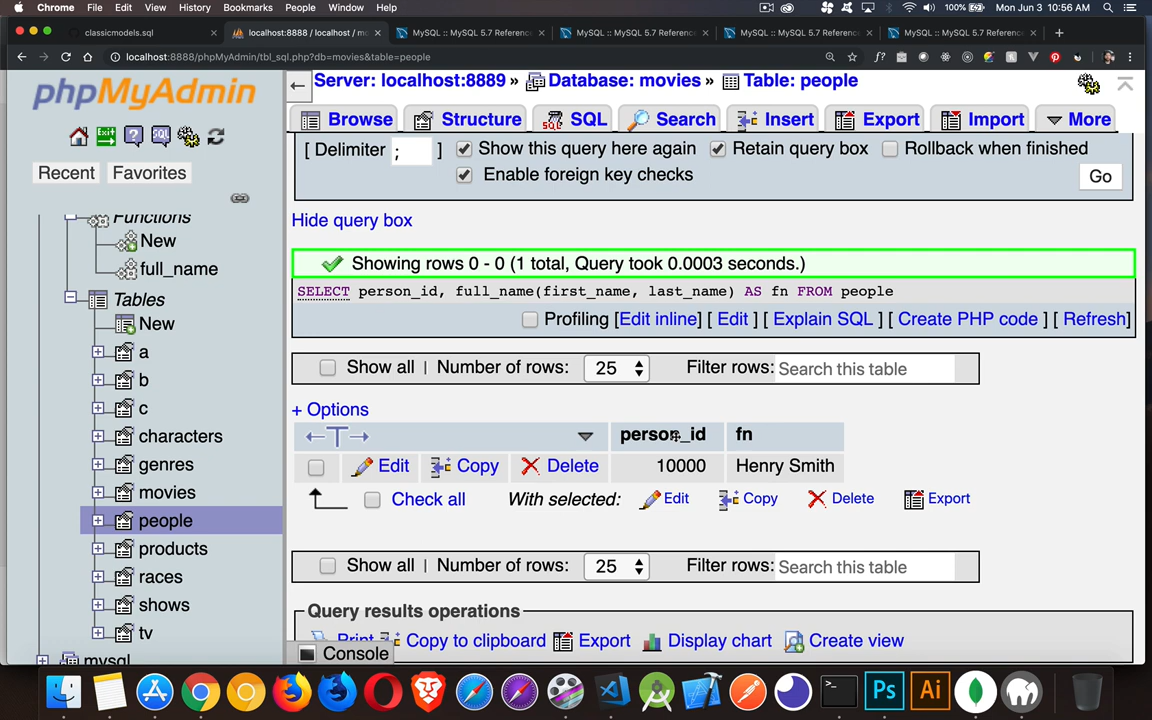 Chrome File Edit View History Bookmarks People Window Help 100% Mon Jun 3 10:56 AM
classicmodels.sql × localhost:8888 / localhost / m × MySQL :: MySQL 5.7 Referenc × MySQL :: MySQL 5.7 Referenc × MySQL :: MySQL 5.7 Referenc × MySQL :: MySQL 5.7 Referenc × +
localhost:8888/phpMyAdmin/tbl_sql.php?db=movies&table=people
phpMyAdmin
Recent Favorites
Functions
New
full_name
Tables
New
a
b
c
characters
genres
movies
people
products
races
shows
tv
mysql
Server: localhost:8889 » Database: movies » Table: people
Browse Structure SQL Search Insert Export Import More
[ Delimiter ; ] Show this query here again Retain query box Rollback when finished
Enable foreign key checks
Go
Hide query box
Showing rows 0 - 0 (1 total, Query took 0.0003 seconds.)
SELECT person_id, full_name(first_name, last_name) AS fn FROM people
Profiling [Edit inline] [ Edit ] [ Explain SQL ] [ Create PHP code ] [ Refresh]
Show all | Number of rows: 25 Filter rows: Search this table
+ Options
←T→ person_id fn
Edit Copy Delete 10000 Henry Smith
Check all With selected: Edit Copy Delete Export
Show all | Number of rows: 25 Filter rows: Search this table
Query results operations
Print Copy to clipboard Export Display chart Create view
Console
Ps Ai